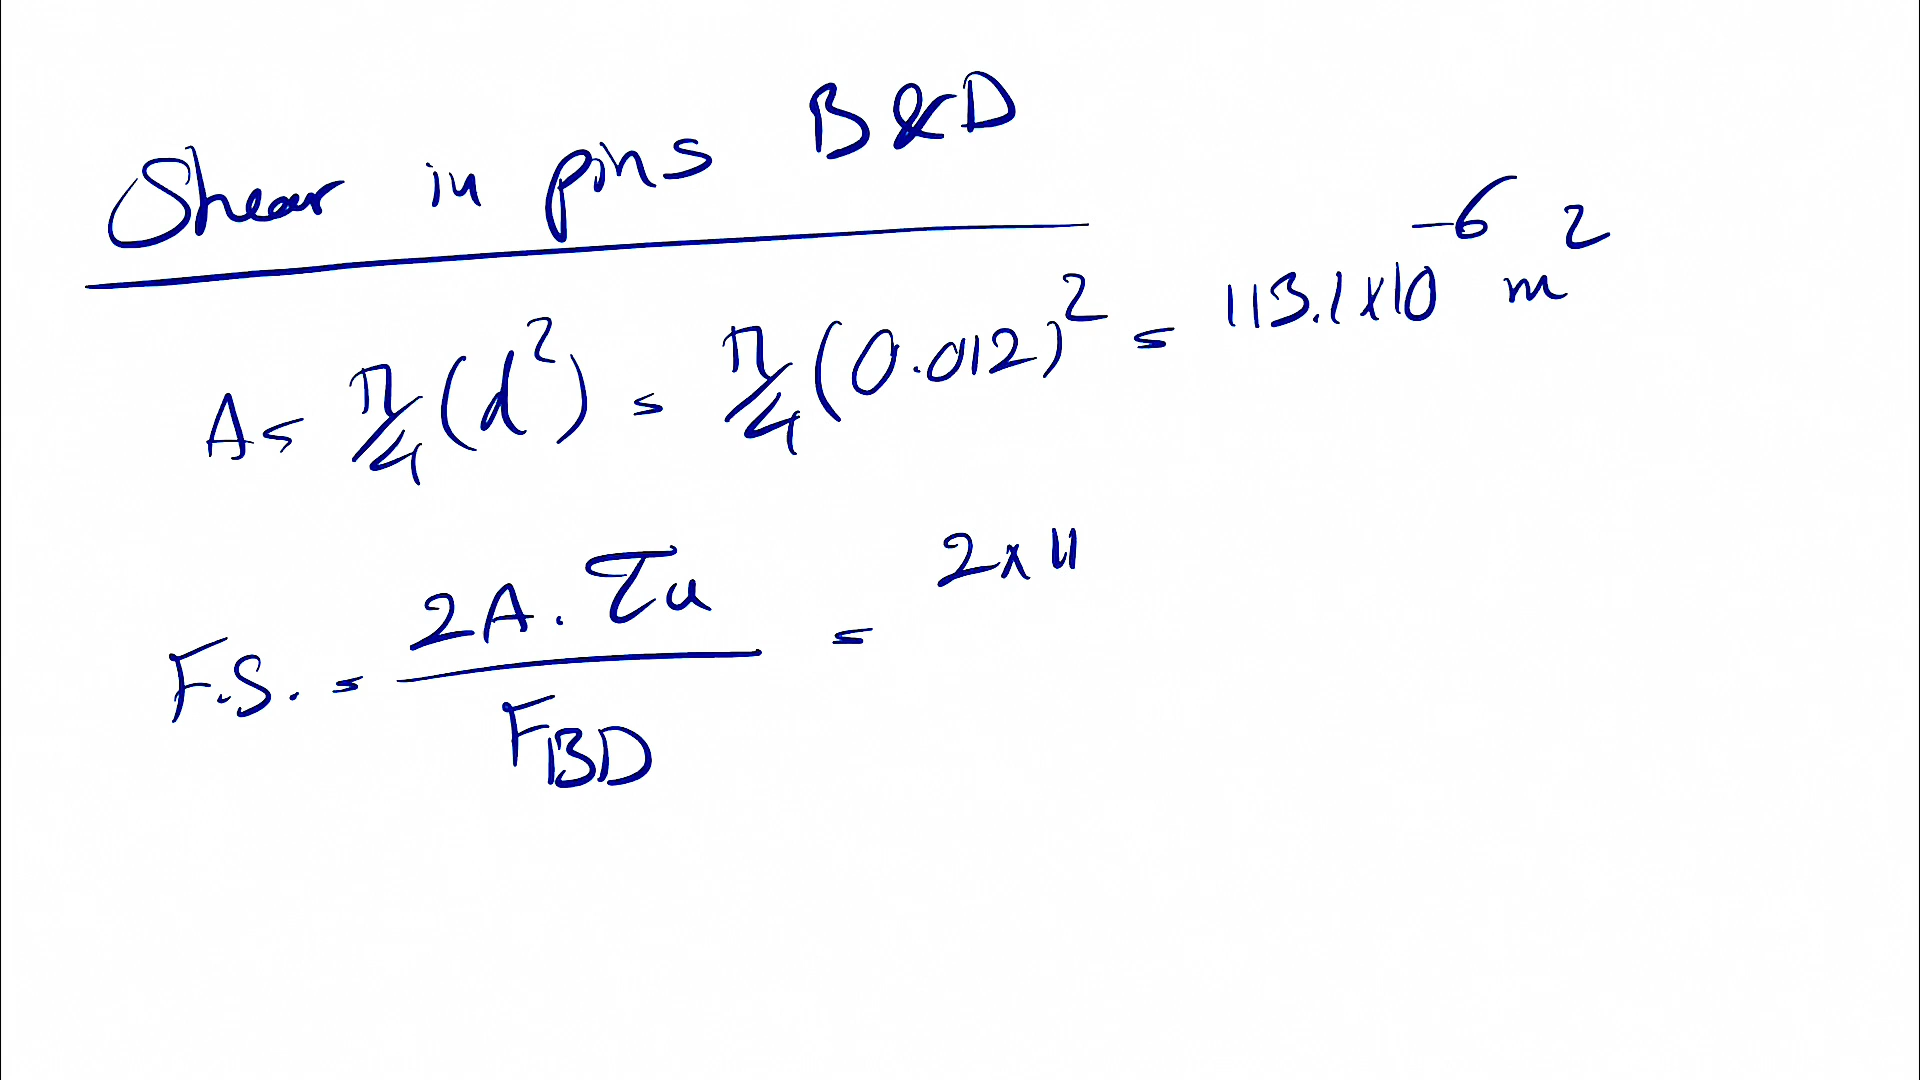 Shear in pins B & D
A = π/4 (d²) = π/4 (0.012)² = 113.1 x 10⁻⁶ m²
F.S. = 2A . τu / FBD = 2 x 11